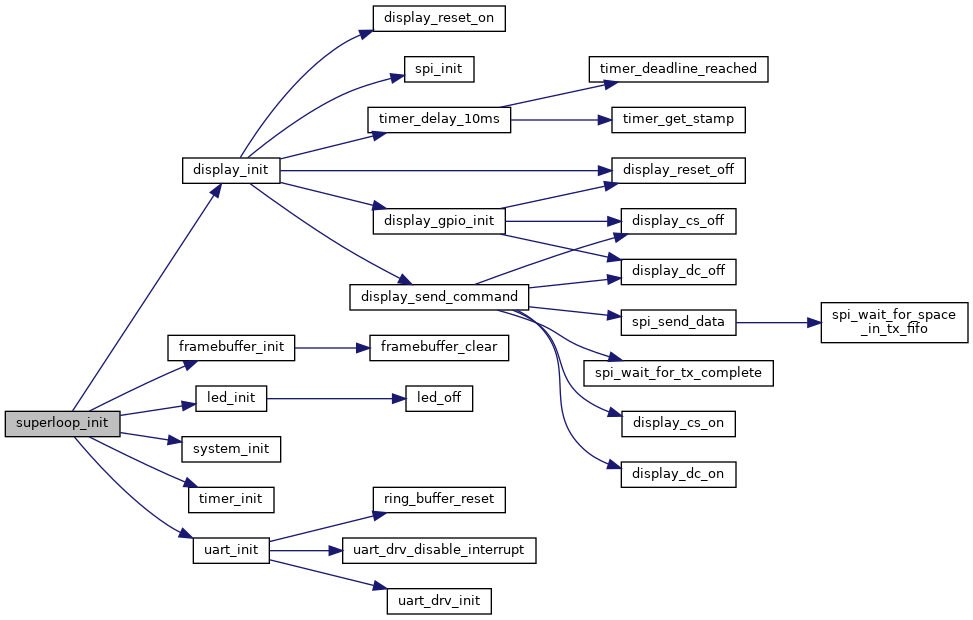 display_reset_on
spi_init
timer_deadline_reached
timer_delay_10ms
timer_get_stamp
display_init
display_reset_off
display_gpio_init
display_cs_off
display_dc_off
display_send_command
spi_send_data
spi_wait_for_space
_in_tx_fifo
framebuffer_init
framebuffer_clear
spi_wait_for_tx_complete
led_init
led_off
superloop_init
display_cs_on
system_init
display_dc_on
timer_init
ring_buffer_reset
uart_init
uart_drv_disable_interrupt
uart_drv_init